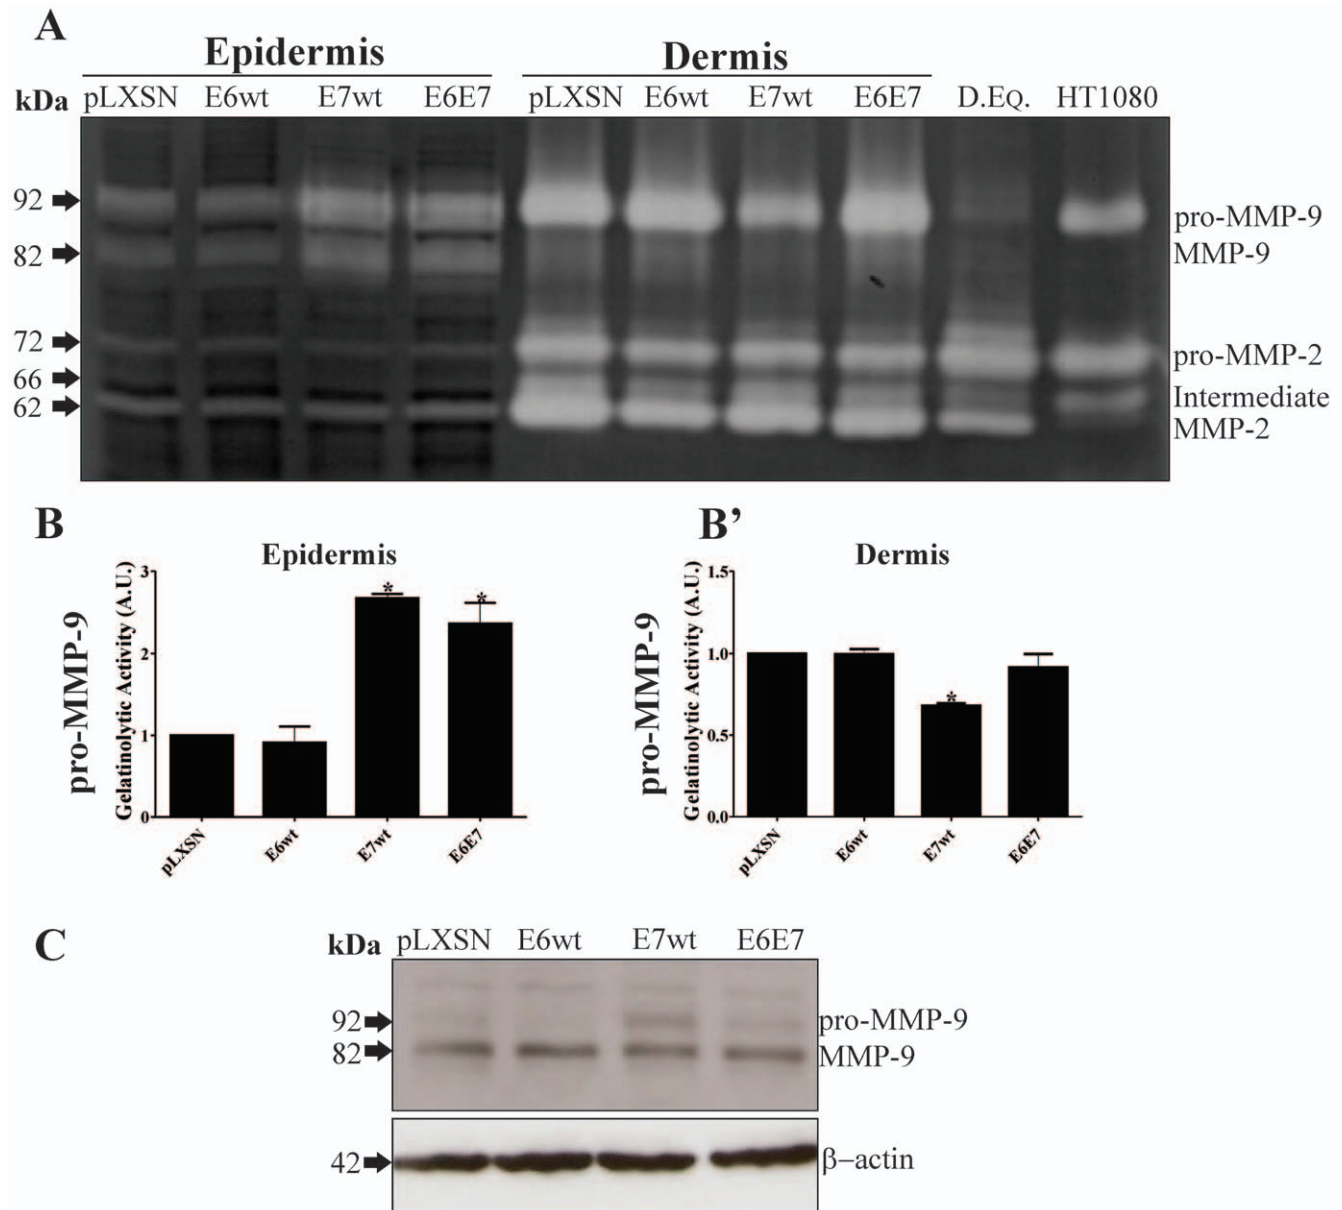 A
Epidermis Dermis
kDa pLXSN E6wt E7wt E6E7 pLXSN E6wt E7wt E6E7 D.EQ. HT1080
92 pro-MMP-9
82 MMP-9
72 pro-MMP-2
66 Intermediate
62 MMP-2
B
Epidermis
pro-MMP-9
Gelatinolytic Activity (A.U.)
3
2
1
0
* *
pLXSN E6wt E7wt E6E7
B’
Dermis
pro-MMP-9
Gelatinolytic Activity (A.U.)
1.5
1.0
0.5
0.0
*
pLXSN E6wt E7wt E6E7
C
kDa pLXSN E6wt E7wt E6E7
92 pro-MMP-9
82 MMP-9
42 β–actin